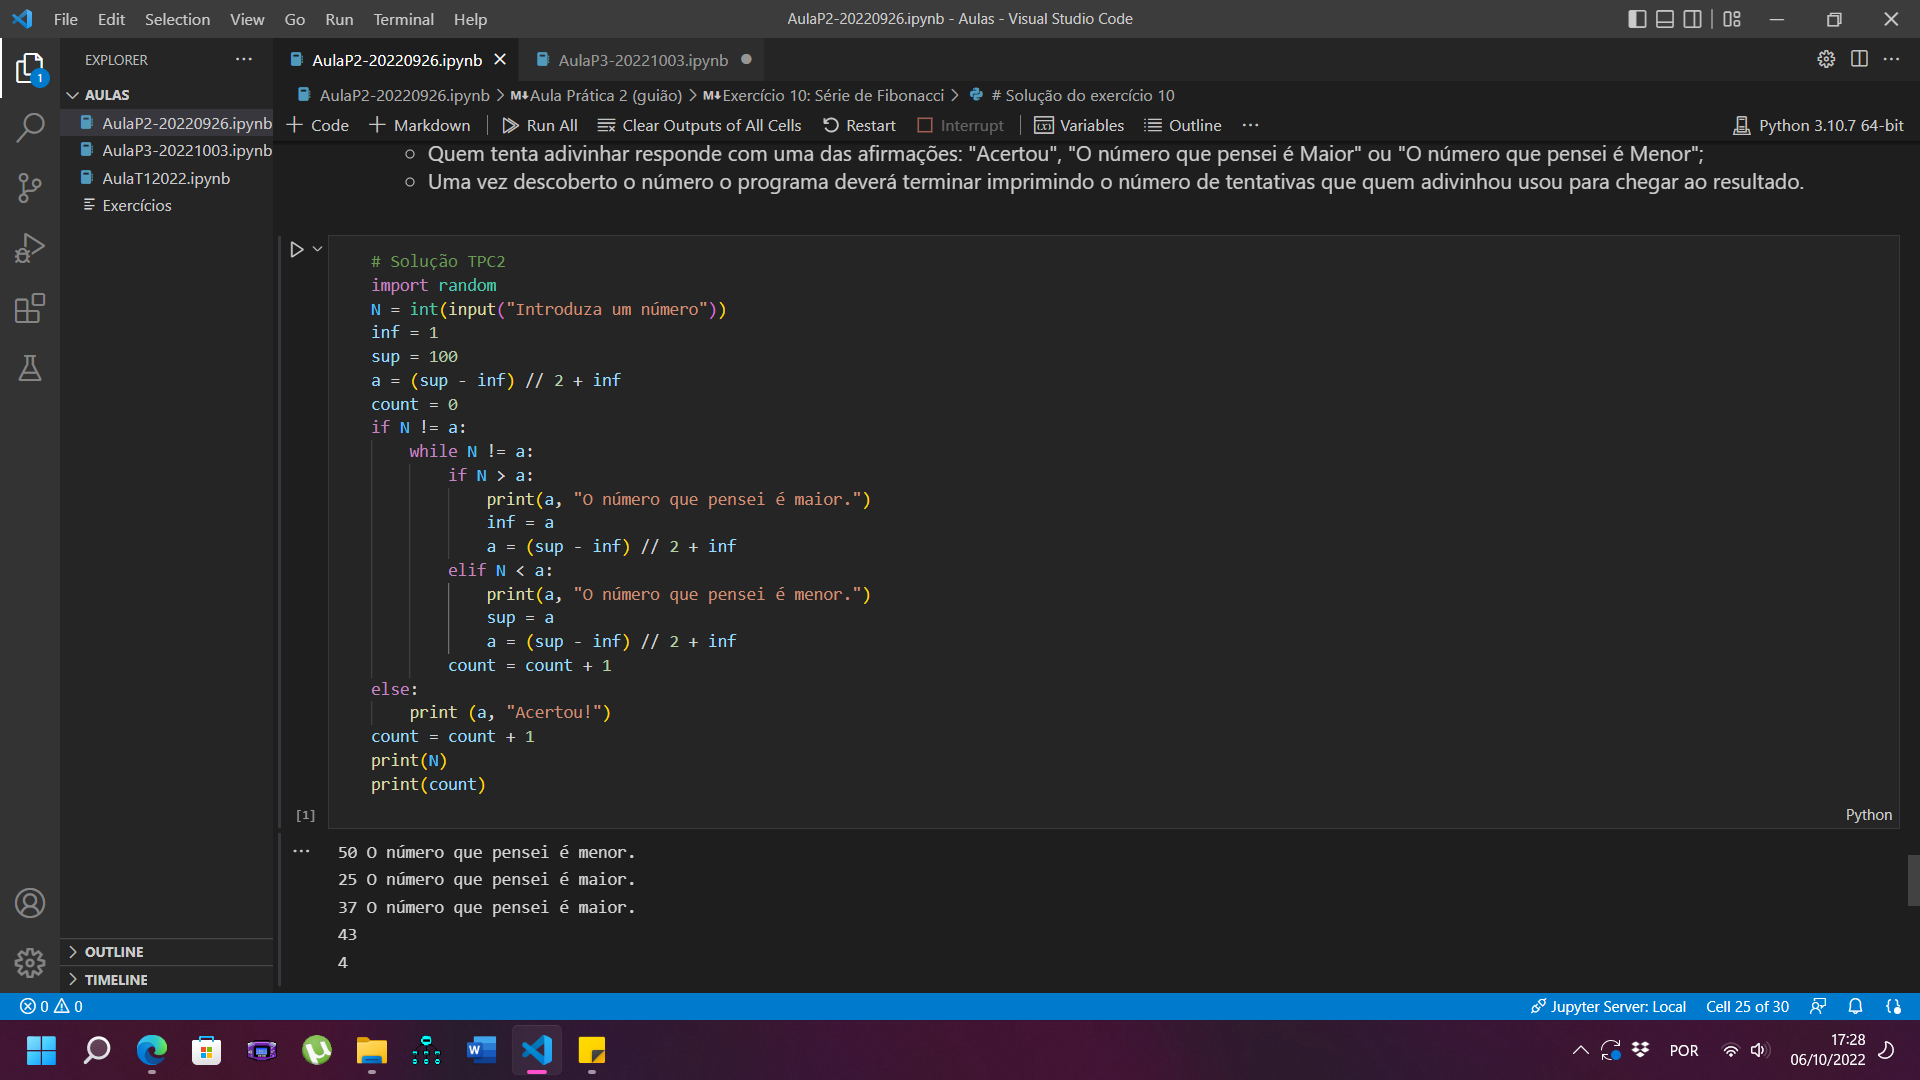 File Edit Selection View Go Run Terminal Help
AulaP2-20220926.ipynb - Aulas - Visual Studio Code
EXPLORER
AulaP2-20220926.ipynb
AulaP3-20221003.ipynb
1
AULAS
AulaP2-20220926.ipynb
AulaP3-20221003.ipynb
AulaT12022.ipynb
Exercícios
AulaP2-20220926.ipynb > M↓Aula Prática 2 (guião) > M↓Exercício 10: Série de Fibonacci > # Solução do exercício 10
+ Code + Markdown Run All Clear Outputs of All Cells Restart Interrupt Variables Outline ···
Python 3.10.7 64-bit
Quem tenta adivinhar responde com uma das afirmações: "Acertou", "O número que pensei é Maior" ou "O número que pensei é Menor";
Uma vez descoberto o número o programa deverá terminar imprimindo o número de tentativas que quem adivinhou usou para chegar ao resultado.
# Solução TPC2
import random
N = int(input("Introduza um número"))
inf = 1
sup = 100
a = (sup - inf) // 2 + inf
count = 0
if N != a:
    while N != a:
        if N > a:
            print(a, "O número que pensei é maior.")
            inf = a
            a = (sup - inf) // 2 + inf
        elif N < a:
            print(a, "O número que pensei é menor.")
            sup = a
            a = (sup - inf) // 2 + inf
        count = count + 1
else:
    print (a, "Acertou!")
count = count + 1
print(N)
print(count)
[1]
Python
50 O número que pensei é menor.
25 O número que pensei é maior.
37 O número que pensei é maior.
43
4
OUTLINE
TIMELINE
0 0
Jupyter Server: Local
Cell 25 of 30
W
POR
17:28
06/10/2022